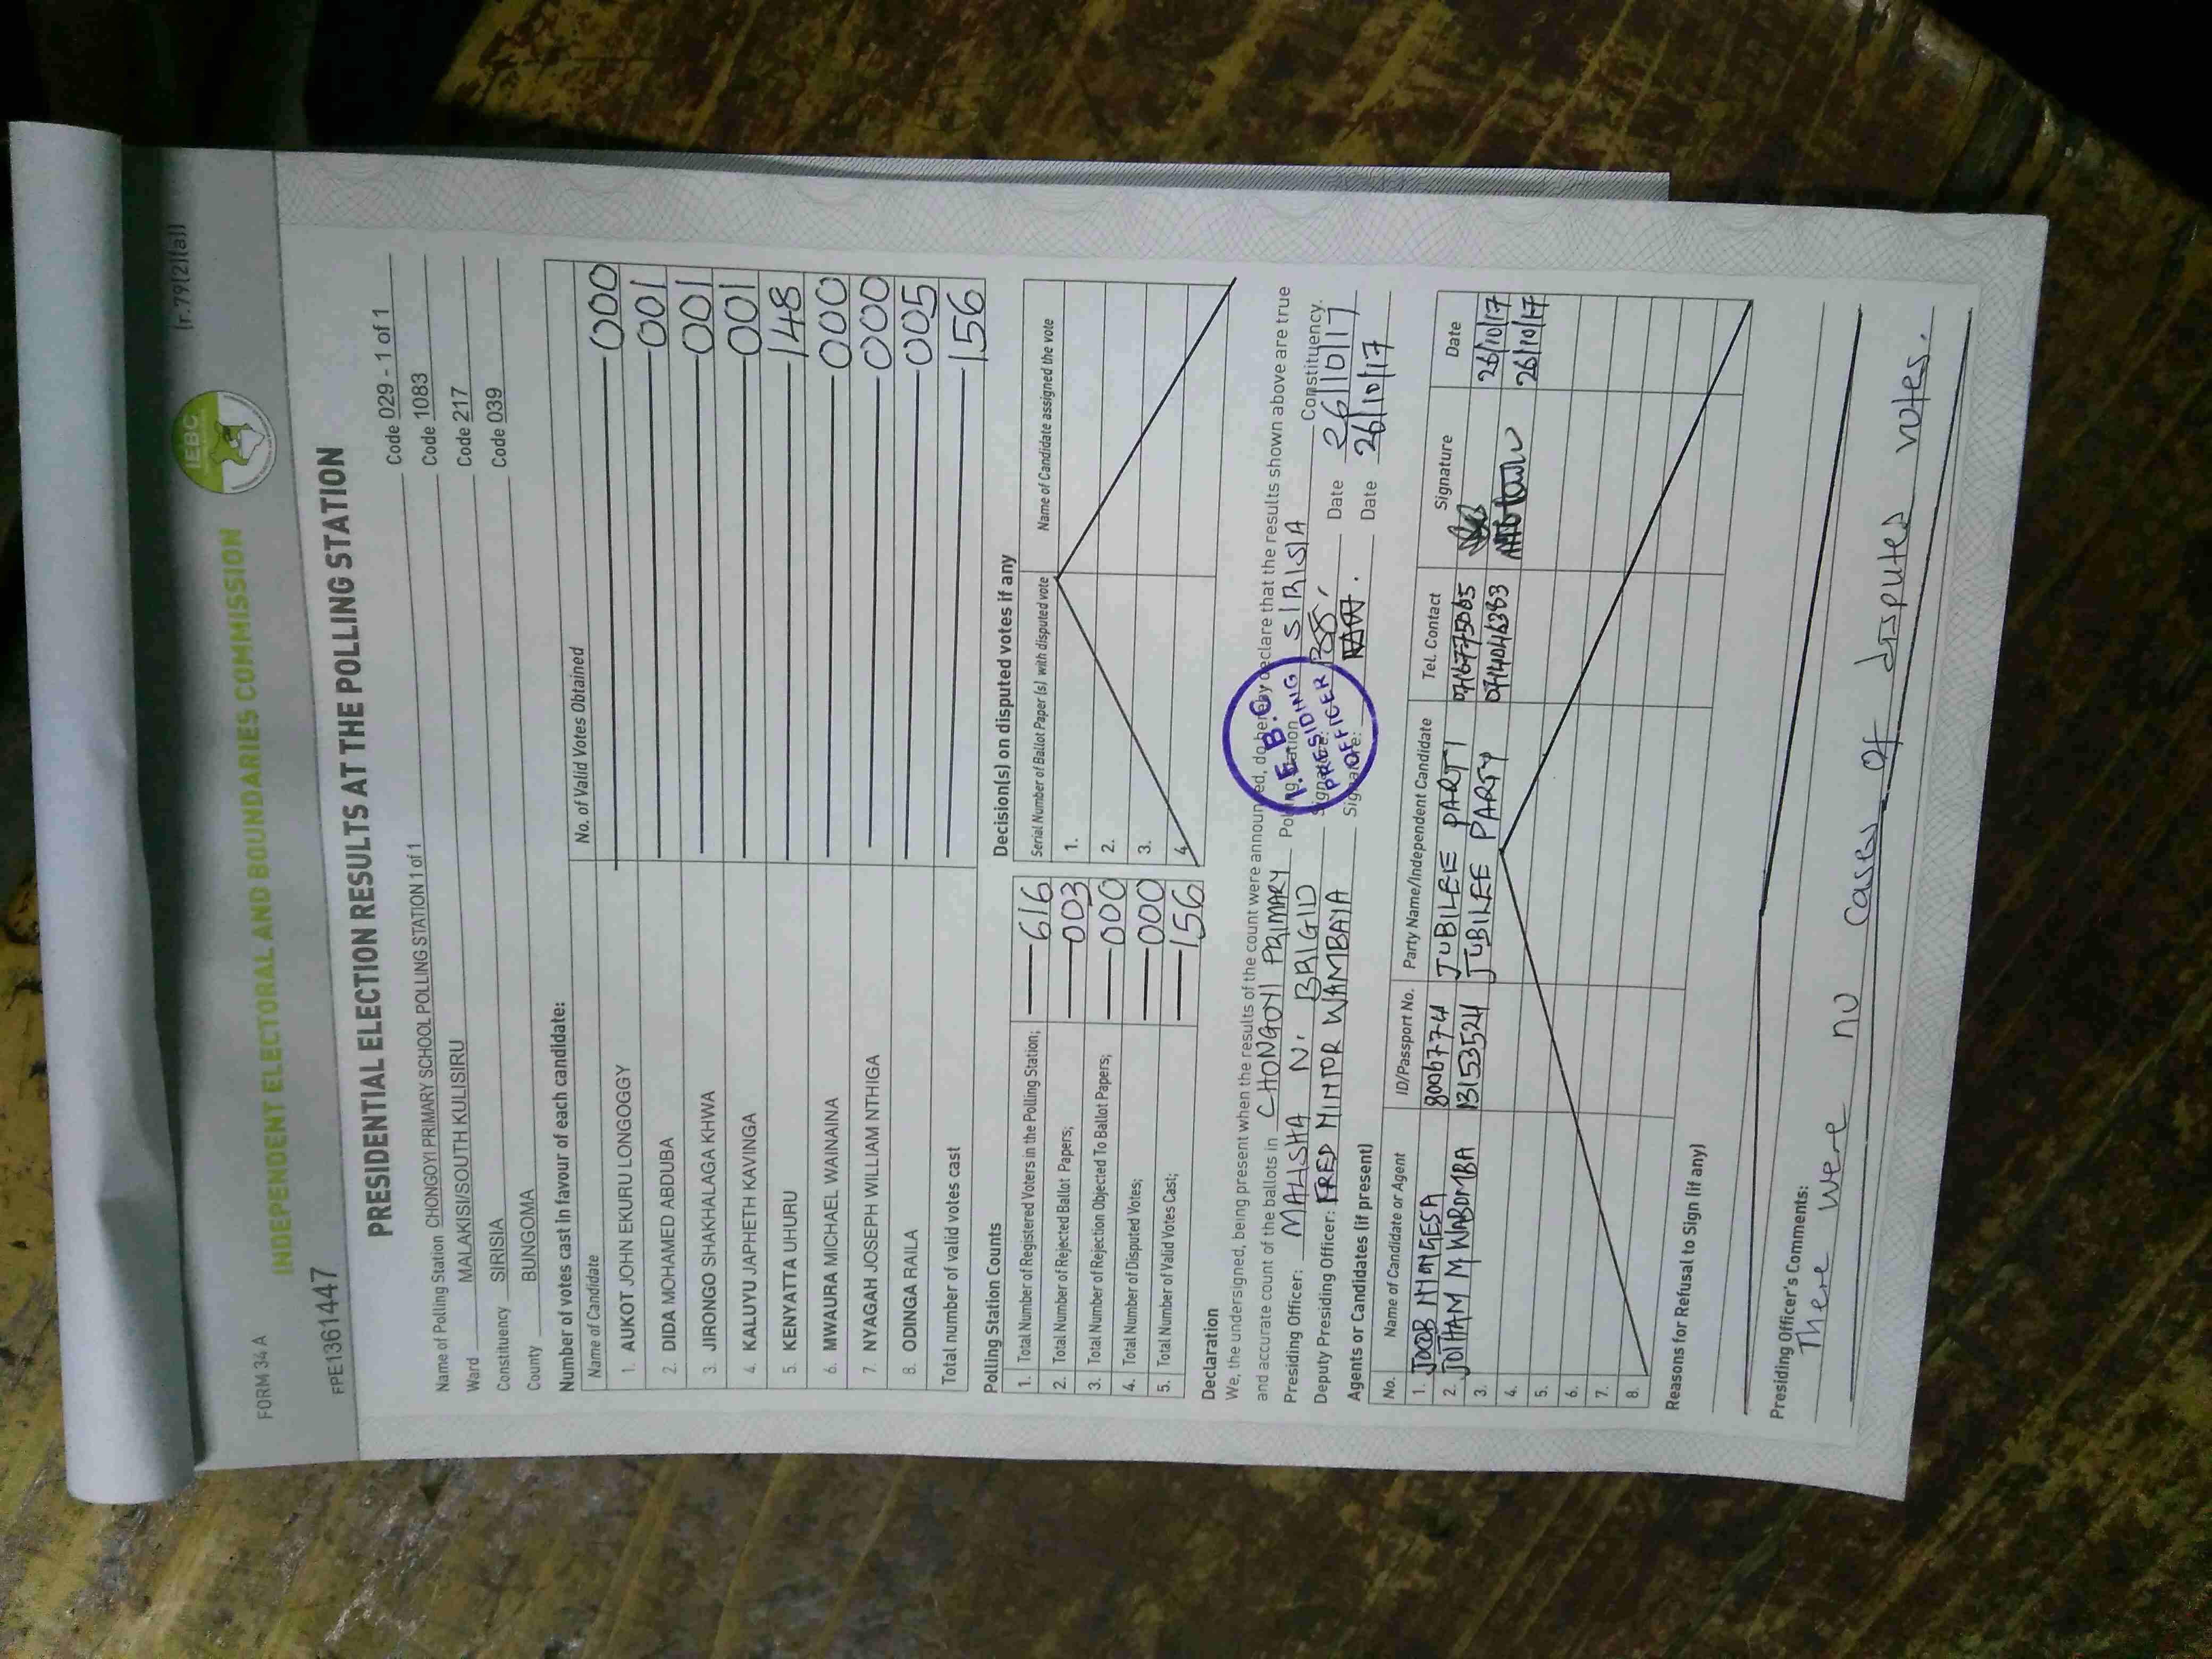 FORM 34 A
(r.79(2)(a))
IEBC
INDEPENDENT ELECTORAL AND BOUNDARIES COMMISSION
FPE1361447
PRESIDENTIAL ELECTION RESULTS AT THE POLLING STATION
Name of Polling Station CHONGOYI PRIMARY SCHOOL POLLING STATION 1 of 1 Code 029 - 1 of 1
Ward MALAKISI/SOUTH KULISIRU Code 1083
Constituency SIRISIA Code 217
County BUNGOMA Code 039
Number of votes cast in favour of each candidate:
Name of Candidate No. of Valid Votes Obtained
1. AUKOT JOHN EKURU LONGOGGY 000
2. DIDA MOHAMED ABDUBA 001
3. JIRONGO SHAKHALAGA KHWA 001
4. KALUYU JAPHETH KAVINGA 001
5. KENYATTA UHURU 148
6. MWAURA MICHAEL WAINAINA 000
7. NYAGAH JOSEPH WILLIAM NTHIGA 000
8. ODINGA RAILA 005
Total number of valid votes cast 156
Polling Station Counts
1. Total Number of Registered Voters in the Polling Station; 616
2. Total Number of Rejected Ballot Papers; 003
3. Total Number of Rejection Objected To Ballot Papers; 000
4. Total Number of Disputed Votes; 000
5. Total Number of Valid Votes Cast; 156
Decision(s) on disputed votes if any
Serial Number of Ballot Paper (s) with disputed vote Name of Candidate assigned the vote
1.
2.
3.
4.
Declaration
We, the undersigned, being present when the results of the count were announced, do hereby declare that the results shown above are true
and accurate count of the ballots in CHONGOYI PRIMARY Polling Station SIRISIA Constituency.
Presiding Officer: MALISHA N. BRIGID Signature: Date 26/10/17
Deputy Presiding Officer: FRED MINTOR WAMBAYA Signature: Date 26/10/17
I.E.B.C
PRESIDING
OFFICER
Agents or Candidates (if present)
No. Name of Candidate or Agent ID/Passport No. Party Name/Independent Candidate Tel. Contact Signature Date
1. 8006774 JUBILEE PARTY 26/10/17
2. JOTHAM M WABOMBA 13153524 JUBILEE PARTY 26/10/17
3.
4.
5.
6.
7.
8.
Reasons for Refusal to Sign (if any)
Presiding Officer's Comments:
There were no cases of disputed votes.